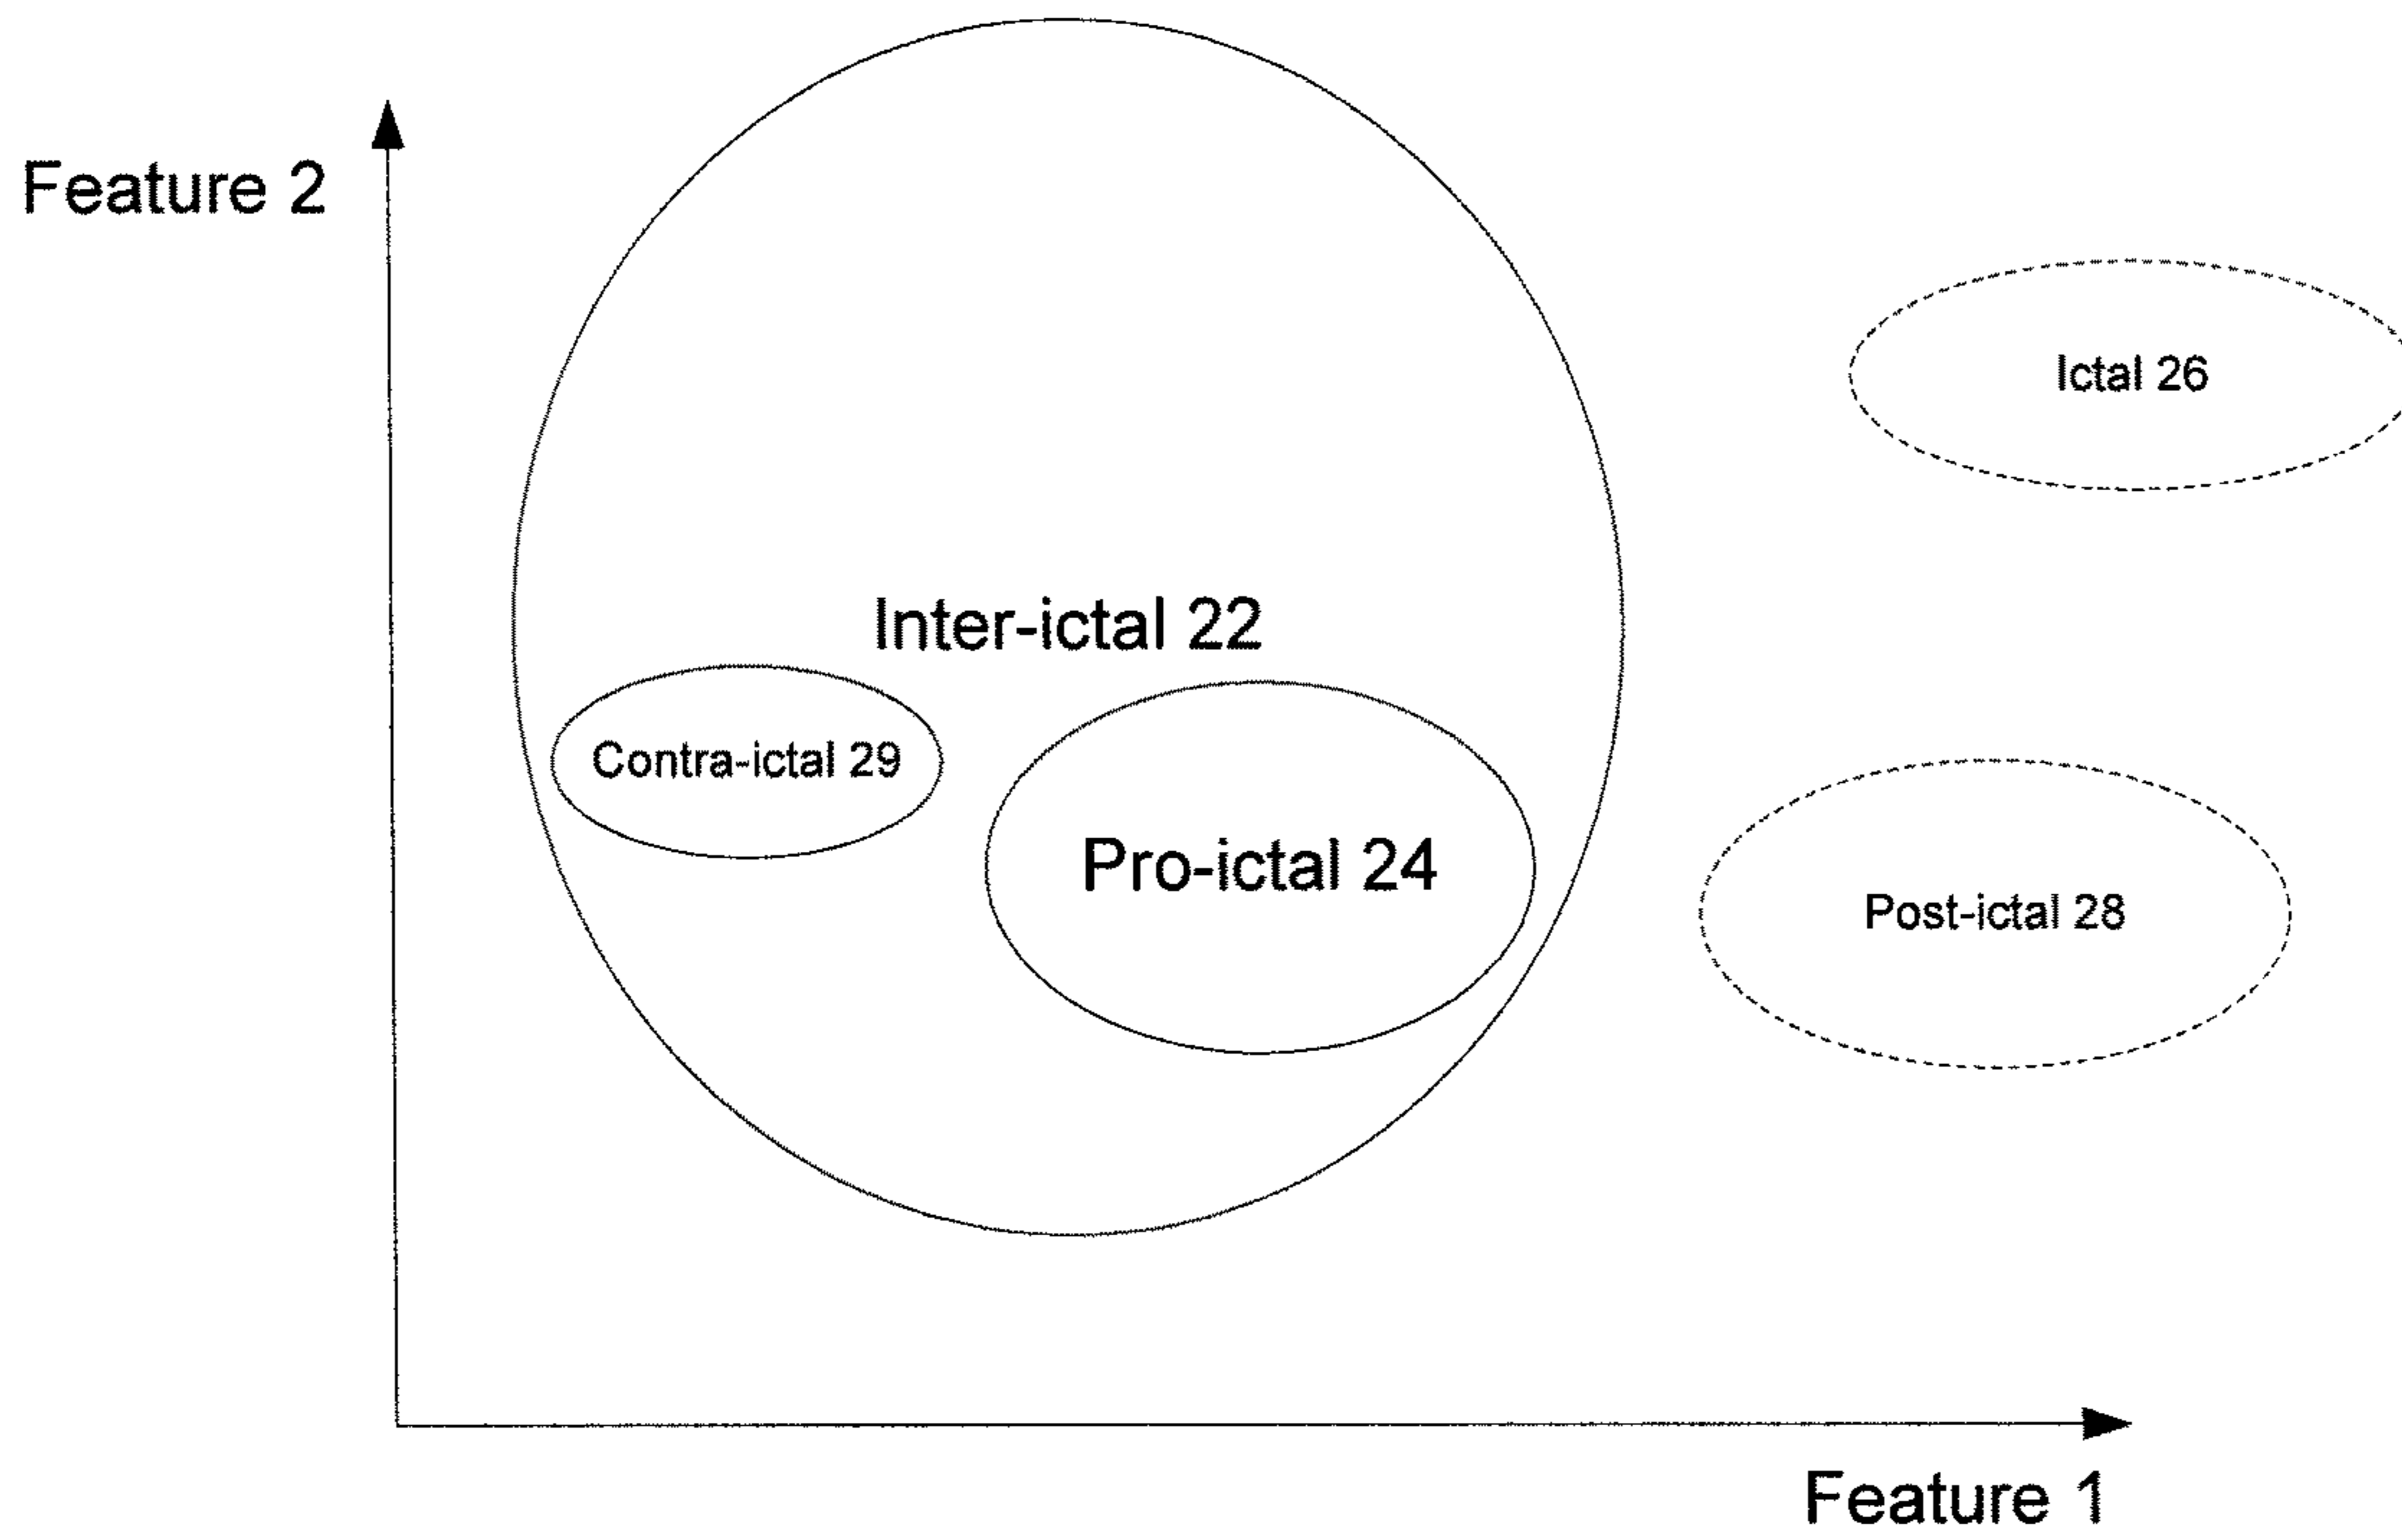 Feature 2
Ictal 26
Inter-ictal 22
Contra-ictal 29
Pro-ictal 24
Post-ictal 28
Feature 1